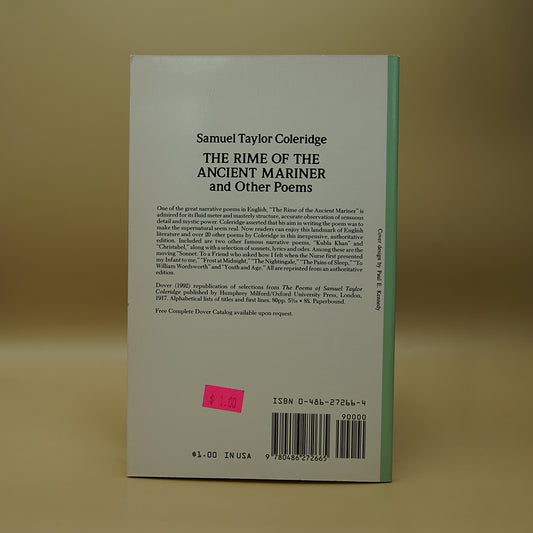 Samuel Taylor Coleridge
THE RIME OF THE
ANCIENT MARINER
and Other Poems
One of the great narrative poems in English, "The Rime of the Ancient Mariner" is
admired for its fluid meter and masterly structure, accurate observation of sensuous
detail and mystic power. Coleridge asserted that his aim in writing the poem was to
make the supernatural seem real. Now readers can enjoy this landmark of English
literature and over 20 other poems by Coleridge in this inexpensive, authoritative
edition. Included are two other famous narrative poems, "Kubla Khan" and
"Christabel," along with a selection of sonnets, lyrics and odes. Among these are the
moving "Sonnet: To a Friend who asked how I felt when the Nurse first presented
my Infant to me," "Frost at Midnight," "The Nightingale," "The Pains of Sleep," "To
William Wordsworth" and "Youth and Age." All are reprinted from an authoritative
edition.
Dover (1992) republication of selections from The Poems of Samuel Taylor
Coleridge published by Humphrey Milford/Oxford University Press, London,
1917. Alphabetical lists of titles and first lines. 80pp. 5³⁄₁₆ × 8¼. Paperbound.
Free Complete Dover Catalog available upon request.
Cover design by Paul E. Kennedy
$ 1.00
ISBN 0-486-27266-4
90000
9 780486 272665
$1.00 IN USA